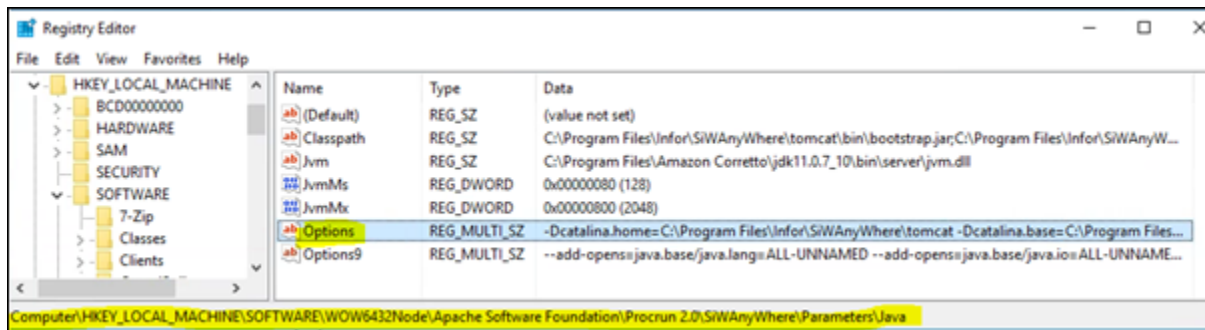 Registry Editor
File Edit View Favorites Help
HKEY_LOCAL_MACHINE
BCD00000000
HARDWARE
SAM
SECURITY
SOFTWARE
7-Zip
Classes
Clients
Name Type Data
(Default) REG_SZ (value not set)
Classpath REG_SZ C:\Program Files\Infor\SiWAnyWhere\tomcat\bin\bootstrap.jar;C:\Program Files\Infor\SiWAnyW...
Jvm REG_SZ C:\Program Files\Amazon Corretto\jdk11.0.7_10\bin\server\jvm.dll
JvmMs REG_DWORD 0x00000080 (128)
JvmMx REG_DWORD 0x00000800 (2048)
Options REG_MULTI_SZ -Dcatalina.home=C:\Program Files\Infor\SiWAnyWhere\tomcat -Dcatalina.base=C:\Program Files...
Options9 REG_MULTI_SZ --add-opens=java.base/java.lang=ALL-UNNAMED --add-opens=java.base/java.io=ALL-UNNAME...
Computer\HKEY_LOCAL_MACHINE\SOFTWARE\WOW6432Node\Apache Software Foundation\Procrun 2.0\SiWAnyWhere\Parameters\Java